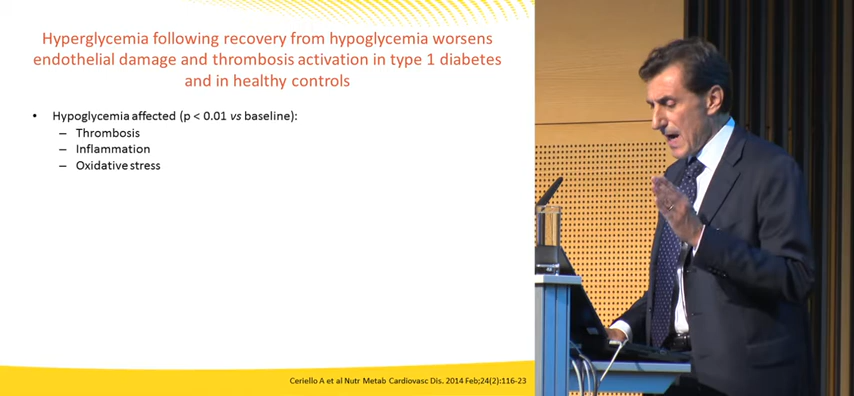 Hyperglycemia following recovery from hypoglycemia worsens
endothelial damage and thrombosis activation in type 1 diabetes
and in healthy controls
• Hypoglycemia affected (p < 0.01 vs baseline):
– Thrombosis
– Inflammation
– Oxidative stress
Ceriello A et al Nutr Metab Cardiovasc Dis. 2014 Feb;24(2):116-23